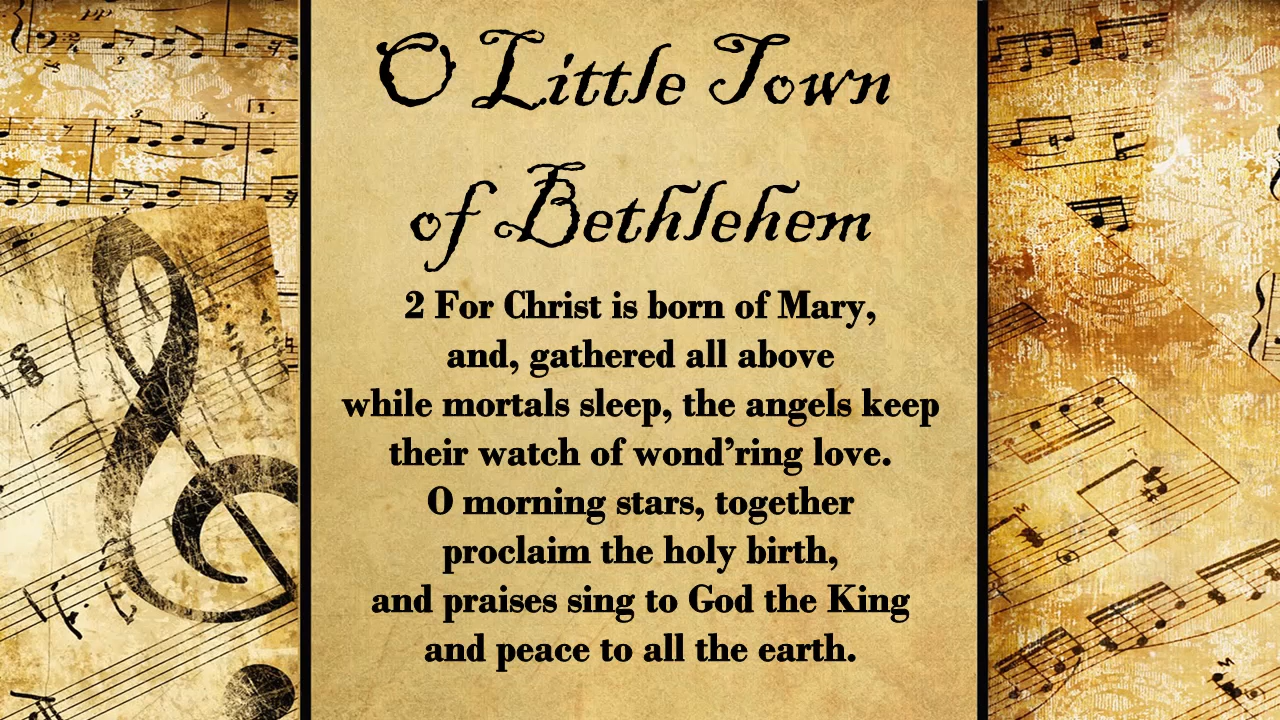 O Little Town
of Bethlehem
2 For Christ is born of Mary,
and, gathered all above
while mortals sleep, the angels keep
their watch of wond’ring love.
O morning stars, together
proclaim the holy birth,
and praises sing to God the King
and peace to all the earth.